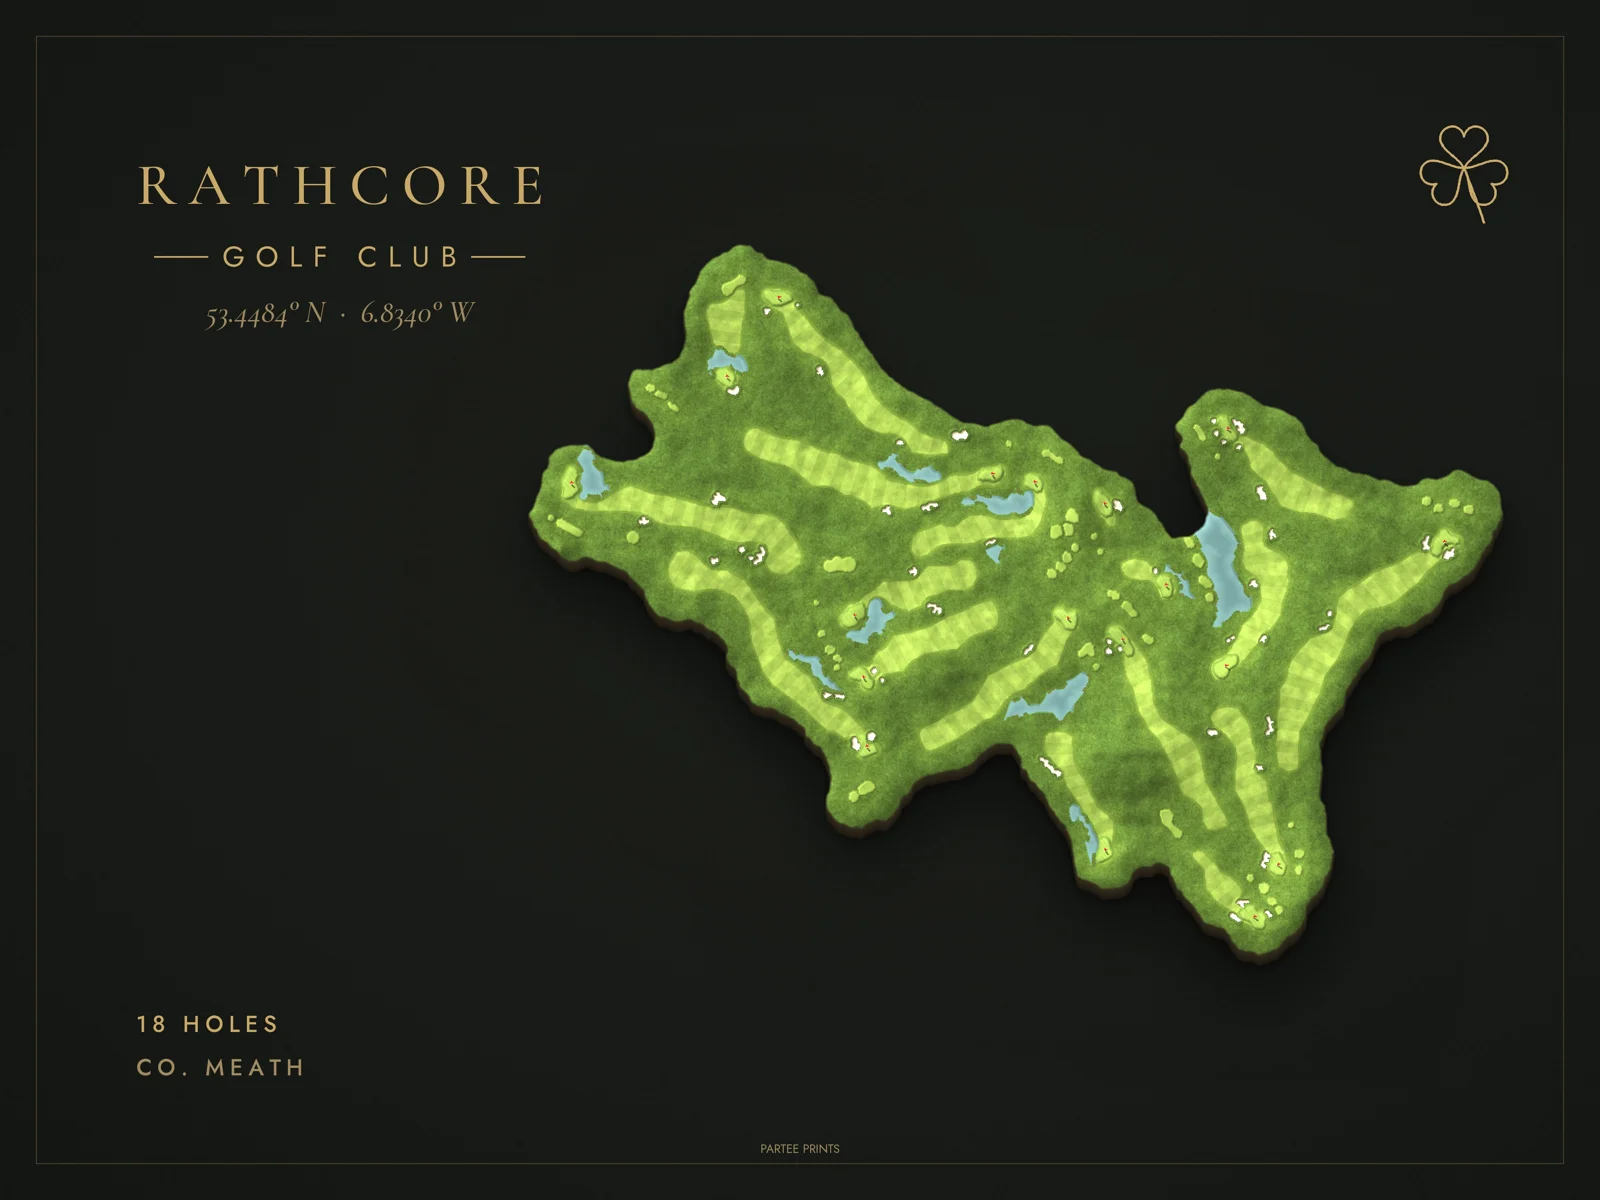 RATHCORE
GOLF CLUB
53.4484° N · 6.8340° W
18 HOLES
CO. MEATH
PARTEE PRINTS